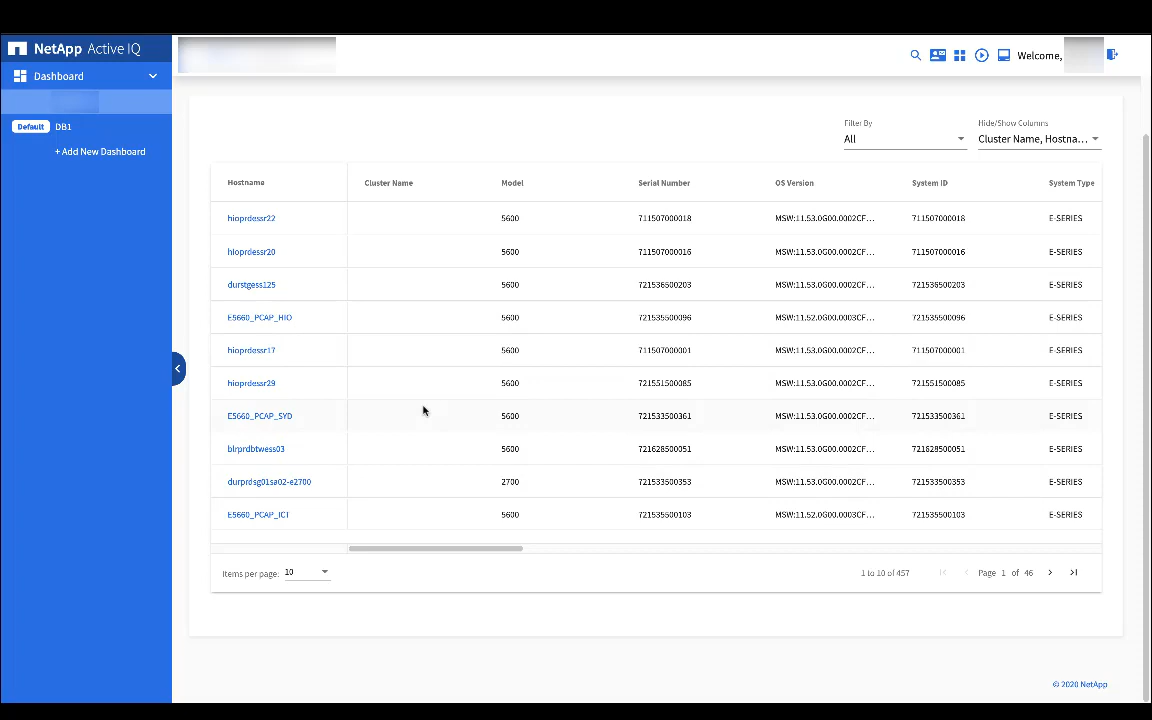 NetApp Active IQ
Welcome,
Dashboard
Default DB1
+ Add New Dashboard
Filter By
All
Hide/Show Columns
Cluster Name, Hostna...
Hostname Cluster Name Model Serial Number OS Version System ID System Type
hioprdessr22 5600 711507000018 MSW:11.53.0G00.0002CF... 711507000018 E-SERIES
hioprdessr20 5600 711507000016 MSW:11.53.0G00.0002CF... 711507000016 E-SERIES
durstgess125 5600 721536500203 MSW:11.53.0G00.0002CF... 721536500203 E-SERIES
E5660_PCAP_HIO 5600 721535500096 MSW:11.52.0G00.0003CF... 721535500096 E-SERIES
hioprdessr17 5600 711507000001 MSW:11.53.0G00.0002CF... 711507000001 E-SERIES
hioprdessr29 5600 721551500085 MSW:11.53.0G00.0002CF... 721551500085 E-SERIES
E5660_PCAP_SYD 5600 721533500361 MSW:11.53.0G00.0002CF... 721533500361 E-SERIES
blrprdbtwess03 5600 721628500051 MSW:11.53.0G00.0002CF... 721628500051 E-SERIES
durprdsg01sa02-e2700 2700 721533500353 MSW:11.53.0G00.0002CF... 721533500353 E-SERIES
E5660_PCAP_ICT 5600 721535500103 MSW:11.52.0G00.0003CF... 721535500103 E-SERIES
Items per page: 10
1 to 10 of 457
Page 1 of 46
© 2020 NetApp